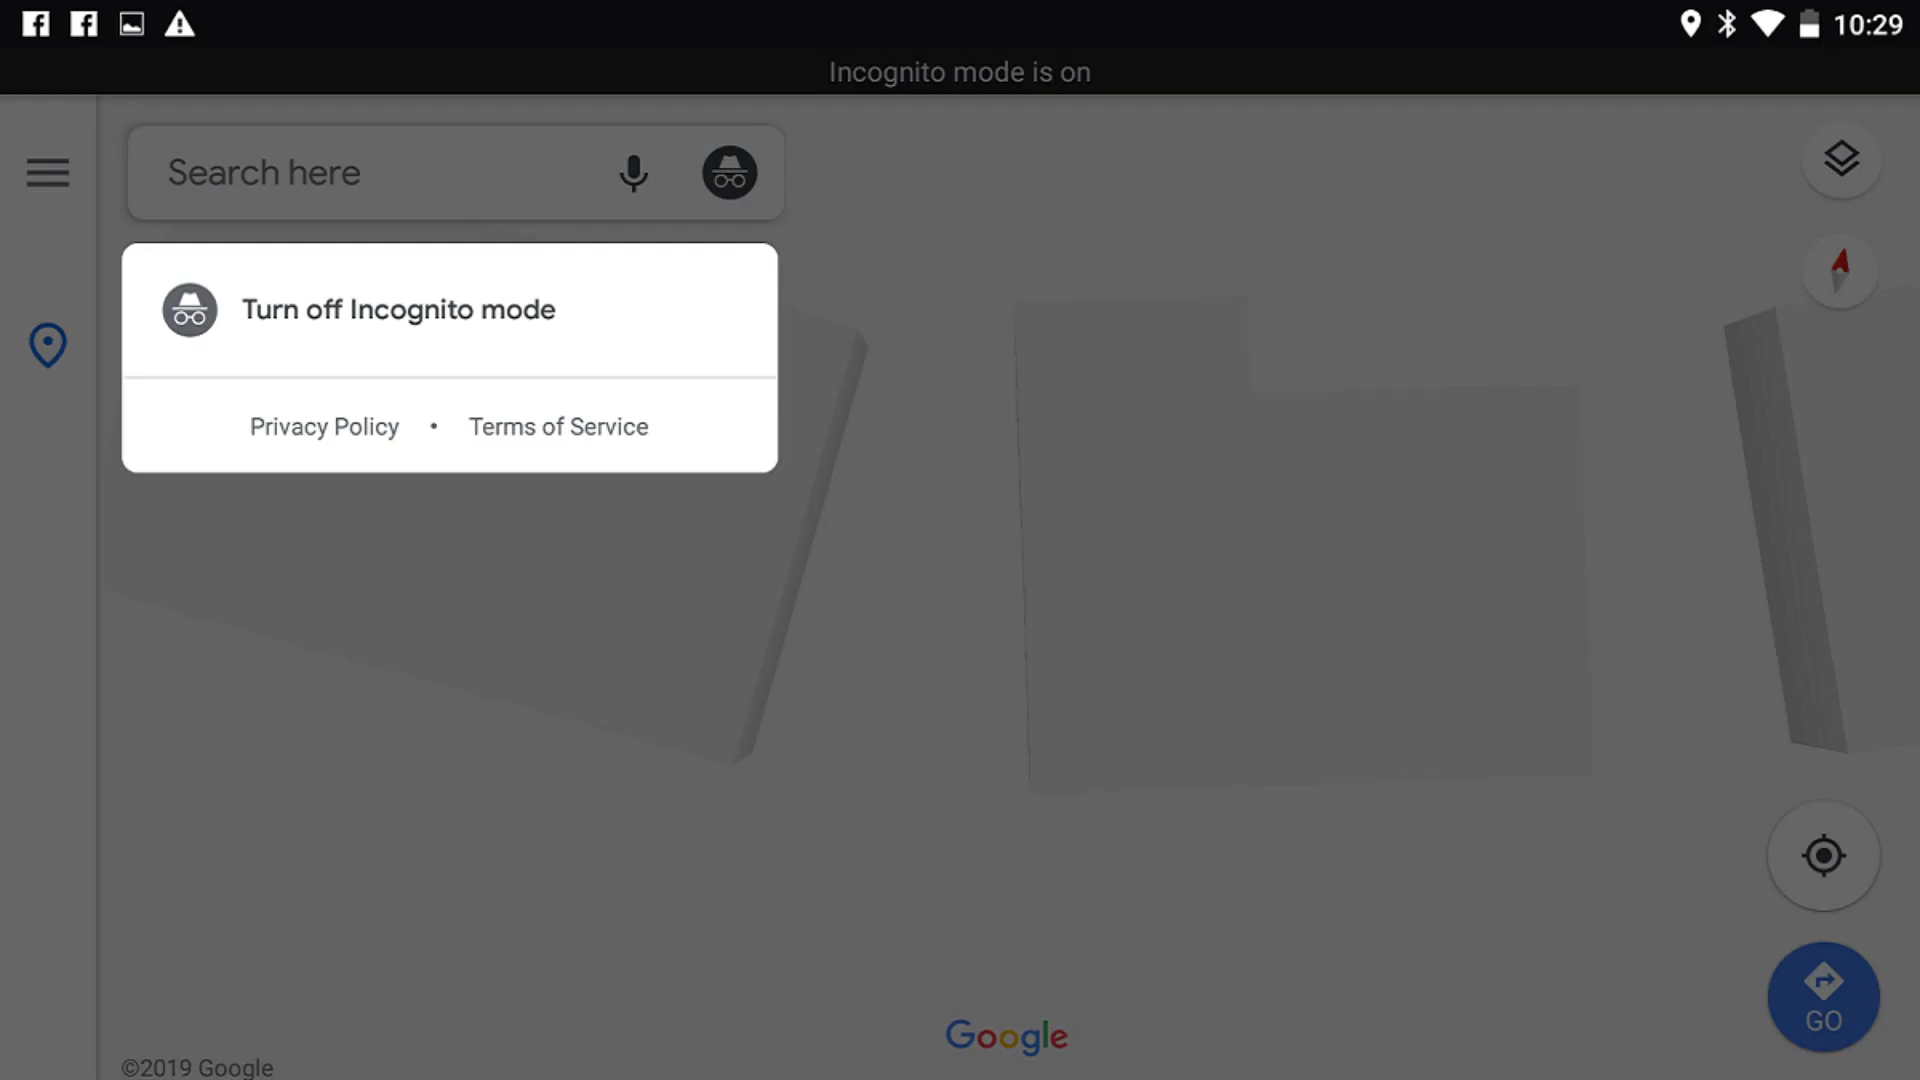 10:29
Incognito mode is on
Search here
Turn off Incognito mode
Privacy Policy • Terms of Service
GO
Google
©2019 Google